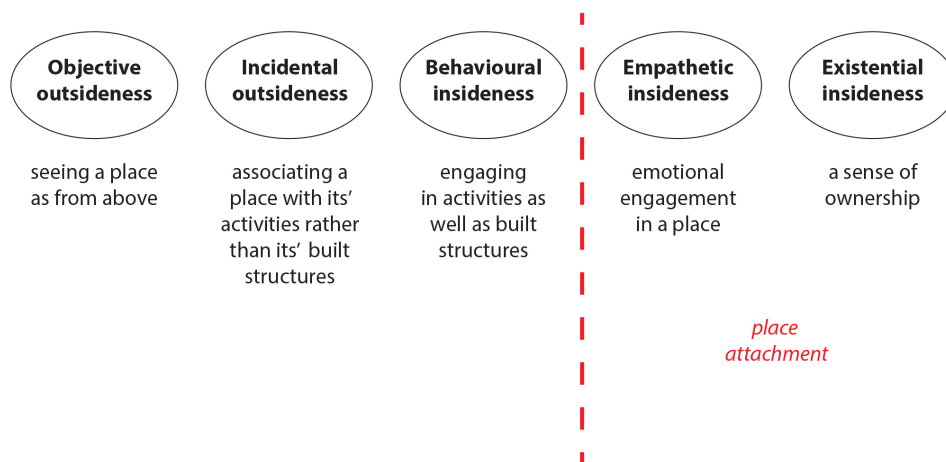 Objective
outsideness
Incidental
outsideness
Behavioural
insideness
Empathetic
insideness
Existential
insideness
seeing a place
as from above
associating a
place with its’
activities rather
than its’ built
structures
engaging
in activities as
well as built
structures
emotional
engagement
in a place
a sense of
ownership
place
attachment